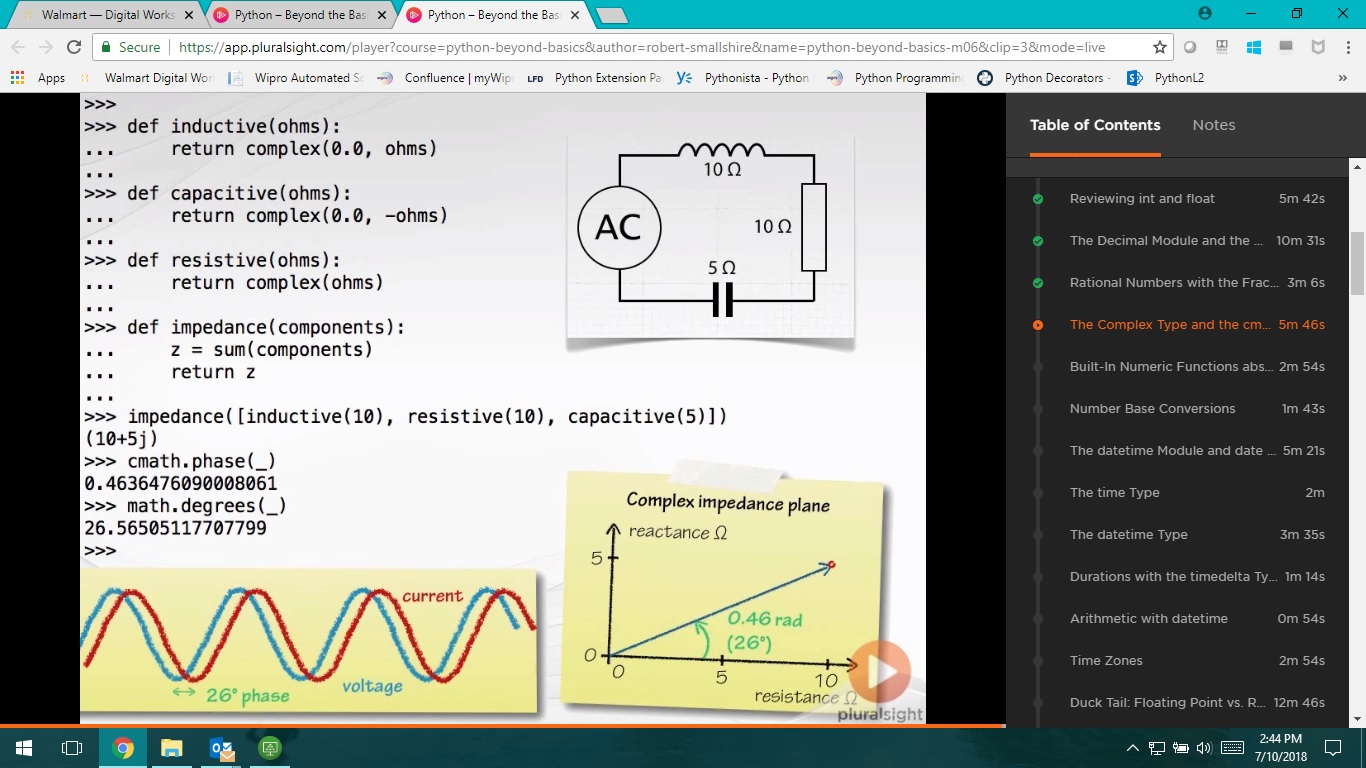 Walmart — Digital Works
Python – Beyond the Basi
Python – Beyond the Basi
Secure
https://app.pluralsight.com/player?course=python-beyond-basics&author=robert-smallshire&name=python-beyond-basics-m06&clip=3&mode=live
Apps
Walmart Digital Wor
Wipro Automated Sc
Confluence | myWip
LFD
Python Extension Pa
Pythonista - Python
Python Programming
Python Decorators -
PythonL2
»
>>>
>>> def inductive(ohms):
... return complex(0.0, ohms)
...
>>> def capacitive(ohms):
... return complex(0.0, -ohms)
...
>>> def resistive(ohms):
... return complex(ohms)
...
>>> def impedance(components):
... z = sum(components)
... return z
...
>>> impedance([inductive(10), resistive(10), capacitive(5)])
(10+5j)
>>> cmath.phase(_)
0.4636476090008061
>>> math.degrees(_)
26.56505117707799
>>>
10 Ω
AC
10 Ω
5 Ω
current
voltage
26° phase
Complex impedance plane
reactance Ω
5
0.46 rad
(26°)
0
0
5
10
resistance Ω
pluralsight
Table of Contents
Notes
Reviewing int and float 5m 42s
The Decimal Module and the ... 10m 31s
Rational Numbers with the Frac... 3m 6s
The Complex Type and the cm... 5m 46s
Built-In Numeric Functions abs... 2m 54s
Number Base Conversions 1m 43s
The datetime Module and date ... 5m 21s
The time Type 2m
The datetime Type 3m 35s
Durations with the timedelta Ty... 1m 14s
Arithmetic with datetime 0m 54s
Time Zones 2m 54s
Duck Tail: Floating Point vs. R... 12m 46s
2:44 PM
7/10/2018